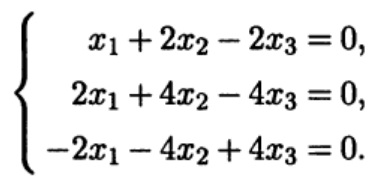 x₁ + 2x₂ − 2x₃ = 0,
2x₁ + 4x₂ − 4x₃ = 0,
−2x₁ − 4x₂ + 4x₃ = 0.